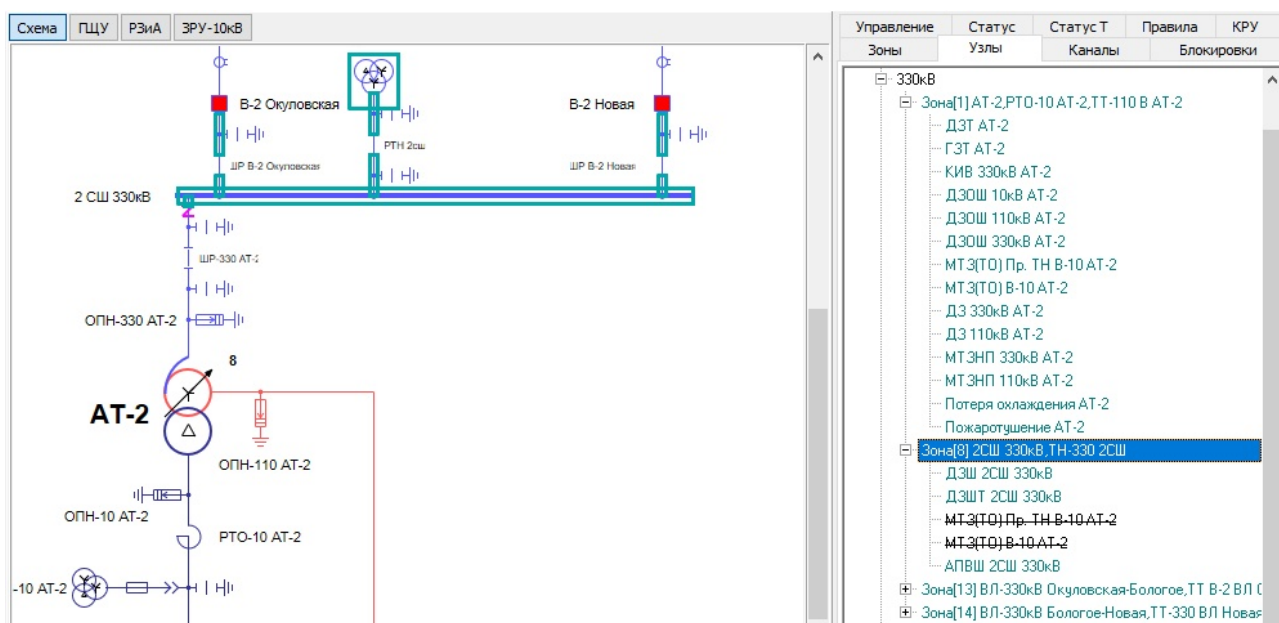 Схема ПЩУ РЗиА ЗРУ-10кВ
В-2 Окуловская
В-2 Новая
РТН 2сш
ШР В-2 Окуловская
ШР В-2 Новая
2 СШ 330кВ
ШР-330 АТ-2
ОПН-330 АТ-2
8
АТ-2
ОПН-110 АТ-2
ОПН-10 АТ-2
РТО-10 АТ-2
-10 АТ-2
Управление Статус Статус Т Правила КРУ
Зоны Узлы Каналы Блокировки
330кВ
Зона[1] АТ-2,РТО-10 АТ-2,ТТ-110 В АТ-2
ДЗТ АТ-2
ГЗТ АТ-2
КИВ 330кВ АТ-2
ДЗОШ 10кВ АТ-2
ДЗОШ 110кВ АТ-2
ДЗОШ 330кВ АТ-2
МТЗ(ТО) Пр. ТН В-10 АТ-2
МТЗ(ТО) В-10 АТ-2
ДЗ 330кВ АТ-2
ДЗ 110кВ АТ-2
МТЗНП 330кВ АТ-2
МТЗНП 110кВ АТ-2
Потеря охлаждения АТ-2
Пожаротушение АТ-2
Зона[8] 2СШ 330кВ,ТН-330 2СШ
ДЗШ 2СШ 330кВ
ДЗШТ 2СШ 330кВ
МТЗ(ТО) Пр. ТН В-10 АТ-2
МТЗ(ТО) В-10 АТ-2
АПВШ 2СШ 330кВ
Зона[13] ВЛ-330кВ Окуловская-Бологое,ТТ В-2 ВЛ
Зона[14] ВЛ-330кВ Бологое-Новая,ТТ-330 ВЛ Новая